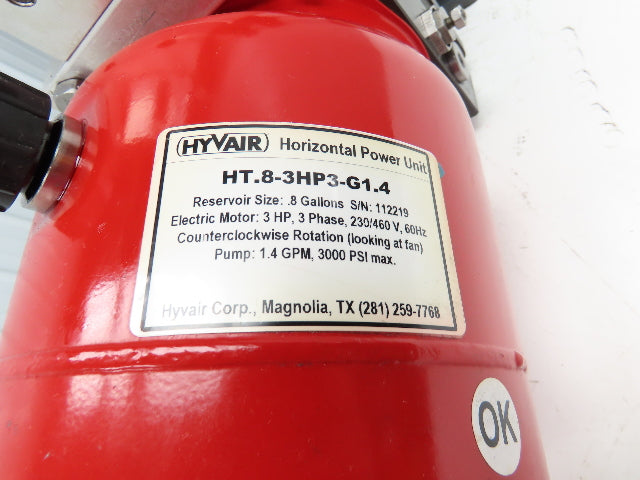 HYVAIR Horizontal Power Unit
HT.8-3HP3-G1.4
Reservoir Size: .8 Gallons S/N: 112219
Electric Motor: 3 HP, 3 Phase, 230/460 V, 60Hz
Counterclockwise Rotation (looking at fan)
Pump: 1.4 GPM, 3000 PSI max.
Hyvair Corp., Magnolia, TX (281) 259-7768
OK